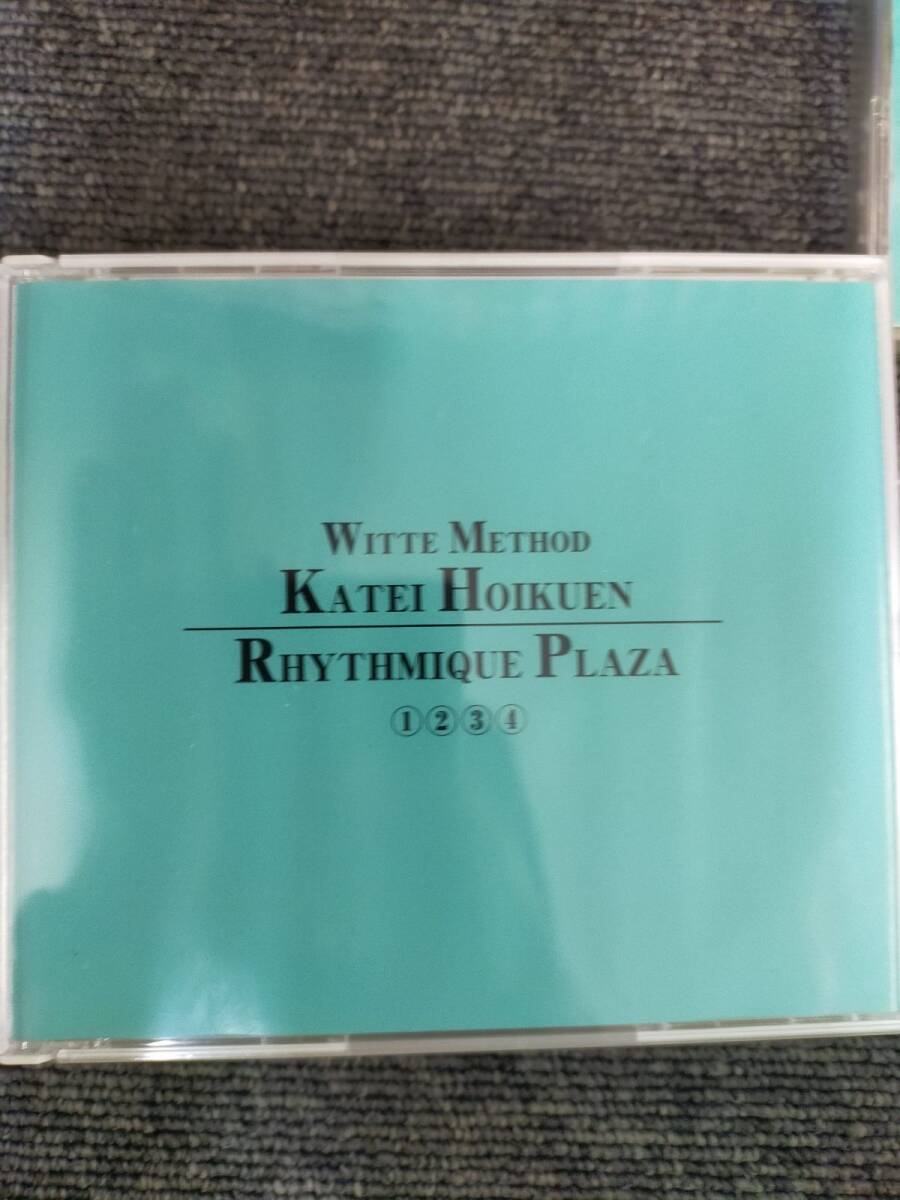 WITTE METHOD
KATEI HOIKUEN
RHYTHMIQUE PLAZA
①②③④